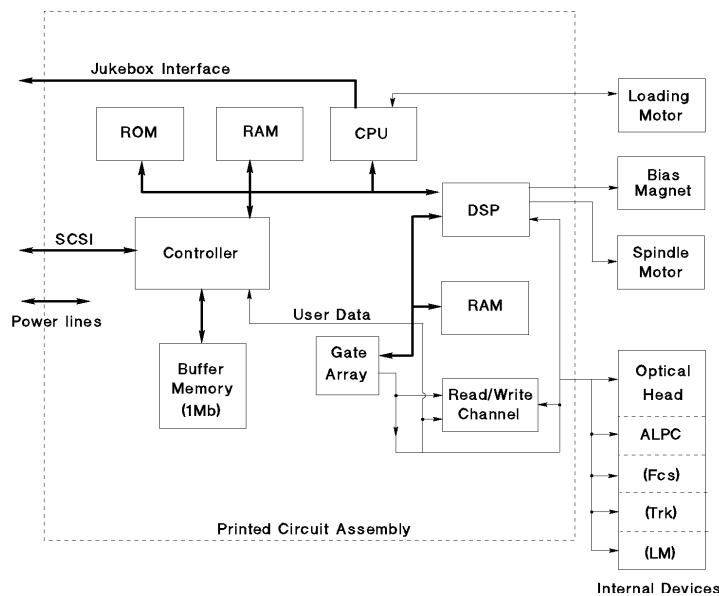 Jukebox Interface
ROM
RAM
CPU
Loading
Motor
Bias
Magnet
DSP
SCSI
Controller
Spindle
Motor
Power lines
User Data
RAM
Buffer
Memory
(1Mb)
Gate
Array
Read/Write
Channel
Optical
Head
ALPC
(Fcs)
(Trk)
(LM)
Printed Circuit Assembly
Internal Devices